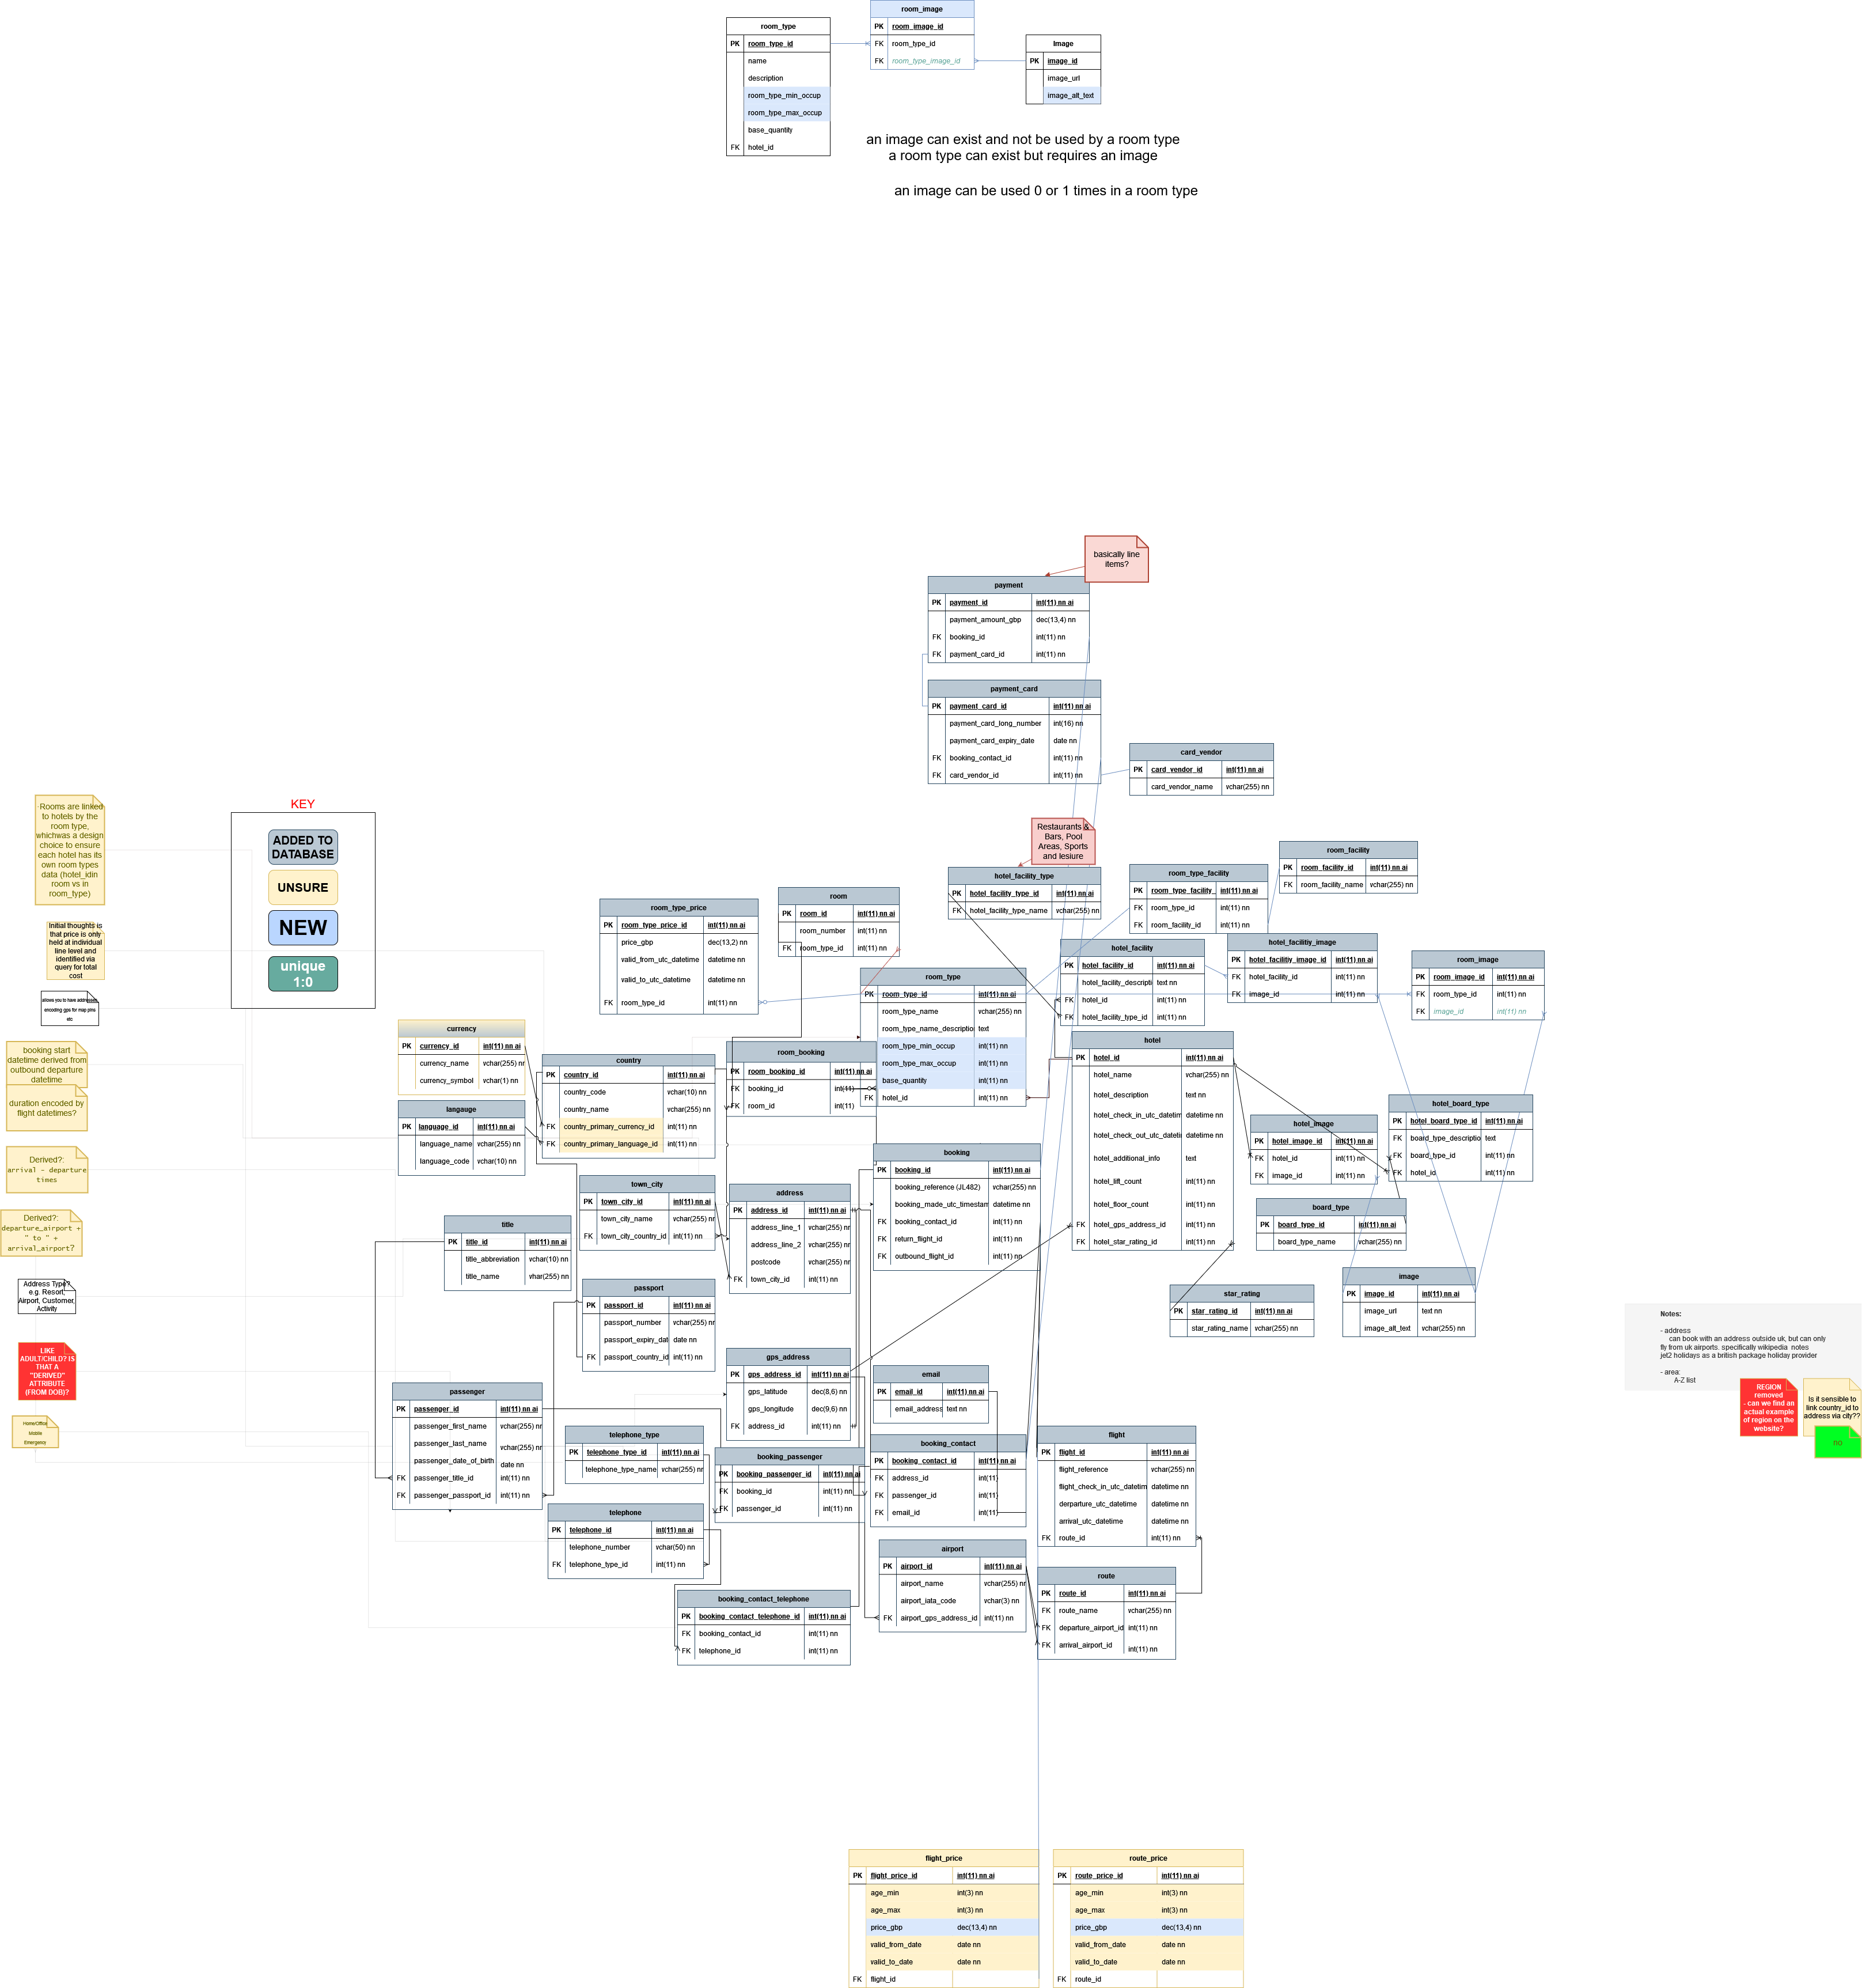 room_image
PK room_image_id
FK room_type_id
FK room_type_image_id
room_type
PK room_type_id
name
description
room_type_min_occup
room_type_max_occup
base_quantity
FK hotel_id
Image
PK image_id
image_url
image_alt_text
an image can exist and not be used by a room type
a room type can exist but requires an image
an image can be used 0 or 1 times in a room type
basically line
items?
payment
PK payment_id int(11) nn ai
payment_amount_gbp dec(13,4) nn
FK booking_id int(11) nn
FK payment_card_id int(11) nn
payment_card
PK payment_card_id int(11) nn ai
payment_card_long_number int(16) nn
payment_card_expiry_date date nn
FK booking_contact_id int(11) nn
FK card_vendor_id int(11) nn
card_vendor
PK card_vendor_id int(11) nn ai
card_vendor_name vchar(255) nn
KEY
ADDED TO
DATABASE
UNSURE
NEW
unique
1:0
Rooms are linked
to hotels by the
room type,
whichwas a design
choice to ensure
each hotel has its
own room types
data (hotel_idin
room vs in
room_type)
Initial thoughts is
that price is only
held at individual
line level and
identified via
query for total
cost
allows you to have addresses
encoding gps for map pins
etc
booking start
datetime derived from
outbound departure
datetime
duration encoded by
flight datetimes?
Derived?:
arrival - departure
times
Derived?:
departure_airport +
" to " +
arrival_airport?
Address Type?
e.g. Resort,
Airport, Customer,
Activity
LIKE
ADULT/CHILD? IS
THAT A
"DERIVED"
ATTRIBUTE
(FROM DOB)?
Home/Office
Mobile
Emergency
Restaurants &
Bars, Pool
Areas, Sports
and lesiure
hotel_facility_type
PK hotel_facility_type_id int(11) nn ai
FK hotel_facility_type_name vchar(255) nn
room_type_facility
PK room_type_facility_ int(11) nn ai
FK room_type_id int(11) nn
FK room_facility_id int(11) nn
room_facility
PK room_facility_id int(11) nn ai
FK room_facility_name vchar(255) nn
room
PK room_id int(11) nn ai
room_number int(11) nn
FK room_type_id int(11) nn
room_type_price
PK room_type_price_id int(11) nn ai
price_gbp dec(13,2) nn
valid_from_utc_datetime datetime nn
valid_to_utc_datetime datetime nn
FK room_type_id int(11) nn
hotel_facility
PK hotel_facility_id int(11) nn ai
hotel_facility_descripti text nn
FK hotel_id int(11) nn
FK hotel_facility_type_id int(11) nn
hotel_facitiliy_image
PK hotel_facilitiy_image_id int(11) nn ai
FK hotel_facility_id int(11) nn
FK image_id int(11) nn
room_image
PK room_image_id int(11) nn ai
FK room_type_id int(11) nn
FK image_id int(11) nn
room_type
PK room_type_id int(11) nn ai
room_type_name vchar(255) nn
room_type_name_descriptio text
room_type_min_occup int(11) nn
room_type_max_occup int(11) nn
base_quantity int(11) nn
FK hotel_id int(11) nn
currency
PK currency_id int(11) nn ai
currency_name vchar(255) nn
currency_symbol vchar(1) nn
langauge
PK language_id int(11) nn ai
language_name vchar(255) nn
language_code vchar(10) nn
country
PK country_id int(11) nn ai
country_code vchar(10) nn
country_name vchar(255) nn
FK country_primary_currency_id int(11) nn
FK country_primary_language_id int(11) nn
room_booking
PK room_booking_id int(11) nn ai
FK booking_id int(11)
FK room_id int(11)
hotel
PK hotel_id int(11) nn ai
hotel_name vchar(255) nn
hotel_description text nn
hotel_check_in_utc_datetim datetime nn
hotel_check_out_utc_dateti datetime nn
hotel_additional_info text
hotel_lift_count int(11) nn
hotel_floor_count int(11) nn
FK hotel_gps_address_id int(11) nn
FK hotel_star_rating_id int(11) nn
hotel_image
PK hotel_image_id int(11) nn ai
FK hotel_id int(11) nn
FK image_id int(11) nn
hotel_board_type
PK hotel_board_type_id int(11) nn ai
FK board_type_descriptio text
FK board_type_id int(11) nn
FK hotel_id int(11) nn
board_type
PK board_type_id int(11) nn ai
board_type_name vchar(255) nn
booking
PK booking_id int(11) nn ai
booking_reference (JL482) vchar(255) nn
booking_made_utc_timestam datetime nn
FK booking_contact_id int(11) nn
FK return_flight_id int(11) nn
FK outbound_flight_id int(11) nn
town_city
PK town_city_id int(11) nn ai
town_city_name vchar(255) nn
FK town_city_country_id int(11) nn
address
PK address_id int(11) nn ai
address_line_1 vchar(255) nn
address_line_2 vchar(255) nn
postcode vchar(255) nn
FK town_city_id int(11) nn
title
PK title_id int(11) nn ai
title_abbreviation vchar(10) nn
title_name vhar(255) nn
passport
PK passport_id int(11) nn ai
passport_number vchar(255) nn
passport_expiry_dat date nn
FK passport_country_id int(11) nn
star_rating
PK star_rating_id int(11) nn ai
star_rating_name vchar(255) nn
image
PK image_id int(11) nn ai
image_url text nn
image_alt_text vchar(255) nn
gps_address
PK gps_address_id int(11) nn ai
gps_latitude dec(8,6) nn
gps_longitude dec(9,6) nn
FK address_id int(11) nn
email
PK email_id int(11) nn ai
email_address text nn
passenger
PK passenger_id int(11) nn ai
passenger_first_name vchar(255) nn
passenger_last_name vchar(255) nn
passenger_date_of_birth date nn
FK passenger_title_id int(11) nn
FK passenger_passport_id int(11) nn
telephone_type
PK telephone_type_id int(11) nn ai
telephone_type_name vchar(255) nn
booking_passenger
PK booking_passenger_id int(11) nn ai
FK booking_id int(11) nn
FK passenger_id int(11) nn
booking_contact
PK booking_contact_id int(11) nn ai
FK address_id int(11)
FK passenger_id int(11)
FK email_id int(11)
flight
PK flight_id int(11) nn ai
flight_reference vchar(255) nn
flight_check_in_utc_datetim datetime nn
departure_utc_datetime datetime nn
arrival_utc_datetime datetime nn
FK route_id int(11) nn
telephone
PK telephone_id int(11) nn ai
telephone_number vchar(50) nn
FK telephone_type_id int(11) nn
airport
PK airport_id int(11) nn ai
airport_name vchar(255) nn
airport_iata_code vchar(3) nn
FK airport_gps_address_id int(11) nn
route
PK route_id int(11) nn ai
FK route_name vchar(255) nn
FK departure_airport_id int(11) nn
FK arrival_airport_id int(11) nn
booking_contact_telephone
PK booking_contact_telephone_id int(11) nn ai
FK booking_contact_id int(11) nn
FK telephone_id int(11) nn
Notes:
- address
can book with an address outside uk, but can only
fly from uk airports. specifically wikipedia notes
jet2 holidays as a british package holiday provider
- area:
A-Z list
REGION
removed
- can we find an
actual example
of region on the
website?
Is it sensible to
link country_id to
address via city??
no
flight_price
PK flight_price_id int(11) nn ai
age_min int(3) nn
age_max int(3) nn
price_gbp dec(13,4) nn
valid_from_date date nn
valid_to_date date nn
FK flight_id
route_price
PK route_price_id int(11) nn ai
age_min int(3) nn
age_max int(3) nn
price_gbp dec(13,4) nn
valid_from_date date nn
valid_to_date date nn
FK route_id